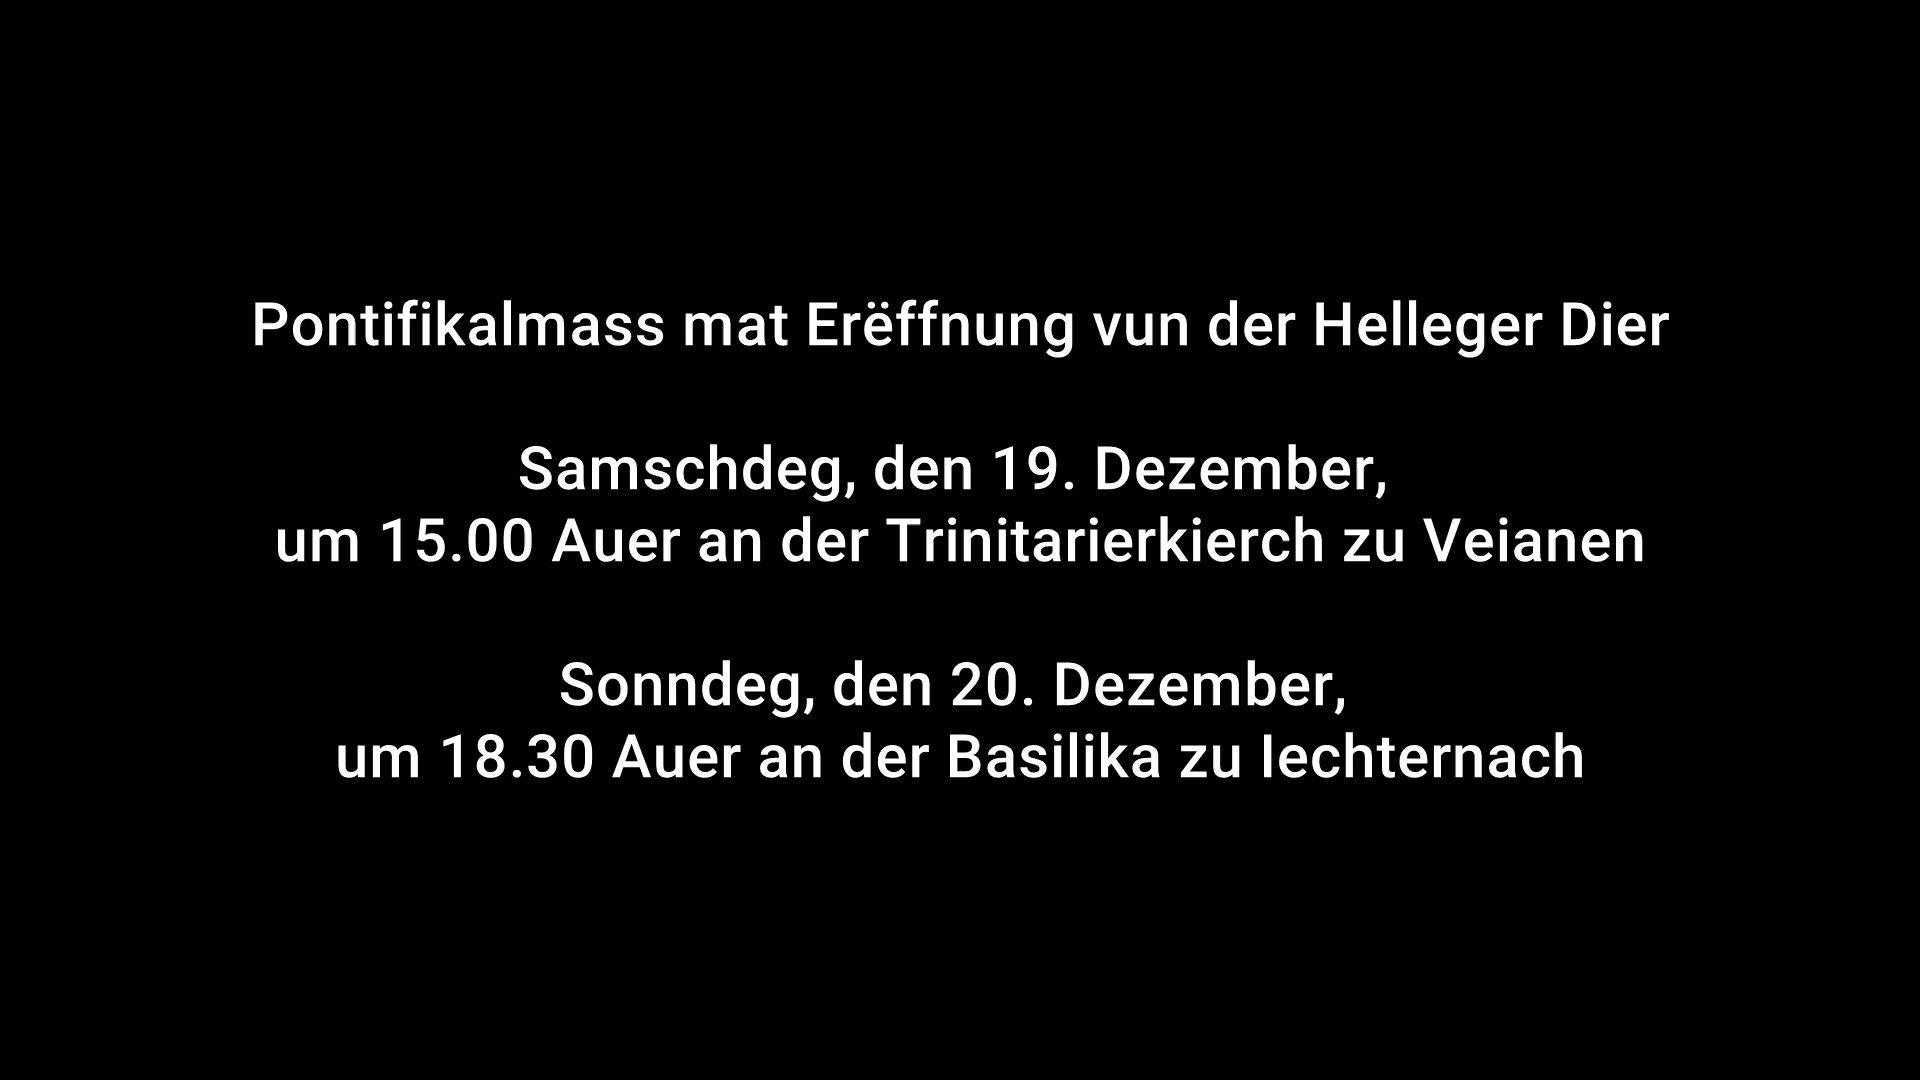 Pontifikalmass mat Erëffnung vun der Helleger Dier
Samschdeg, den 19. Dezember,
um 15.00 Auer an der Trinitarierkierch zu Veianen
Sonndeg, den 20. Dezember,
um 18.30 Auer an der Basilika zu Iechternach